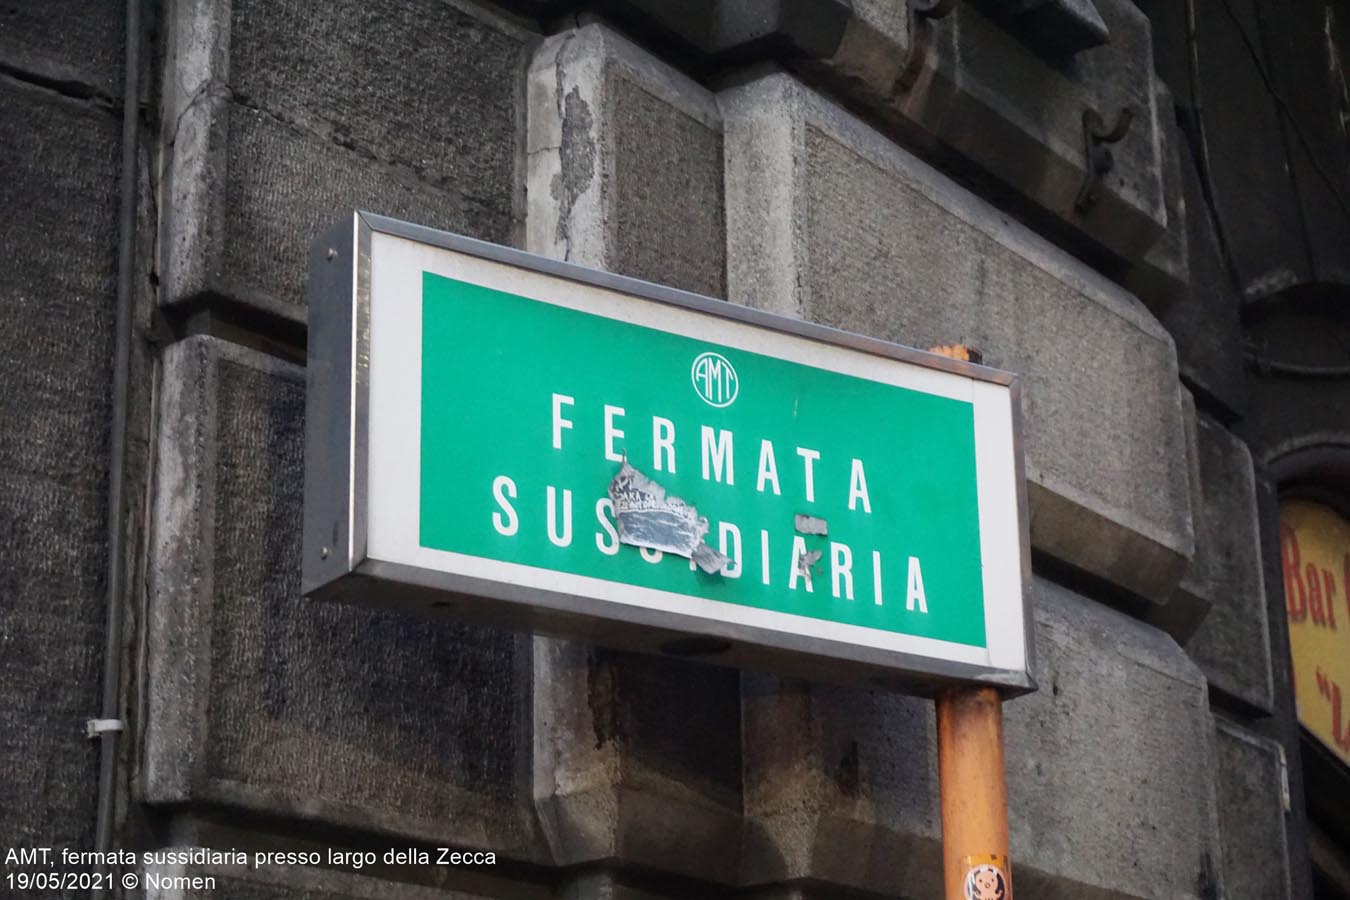 AMT
FERMATA
SUSSIDIARIA
Bar
AMT, fermata sussidiaria presso largo della Zecca
19/05/2021 © Nomen